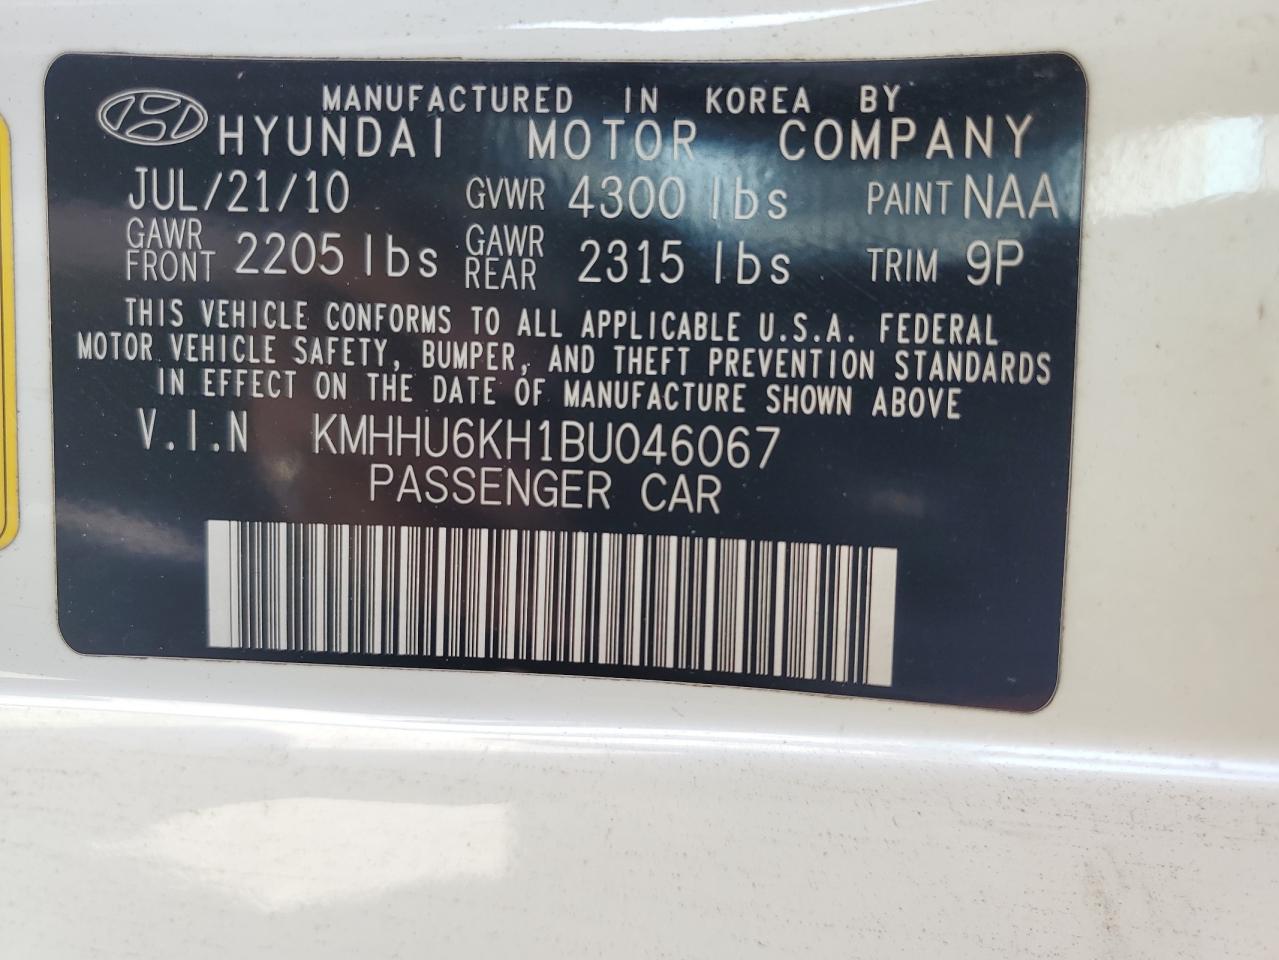 MANUFACTURED IN KOREA BY
HYUNDAI MOTOR COMPANY
JUL/21/10 GVWR 4300 lbs PAINT NAA
GAWR FRONT 2205 lbs GAWR REAR 2315 lbs TRIM 9P
THIS VEHICLE CONFORMS TO ALL APPLICABLE U.S.A. FEDERAL
MOTOR VEHICLE SAFETY, BUMPER, AND THEFT PREVENTION STANDARDS
IN EFFECT ON THE DATE OF MANUFACTURE SHOWN ABOVE
V.I.N KMHHU6KH1BU046067
PASSENGER CAR